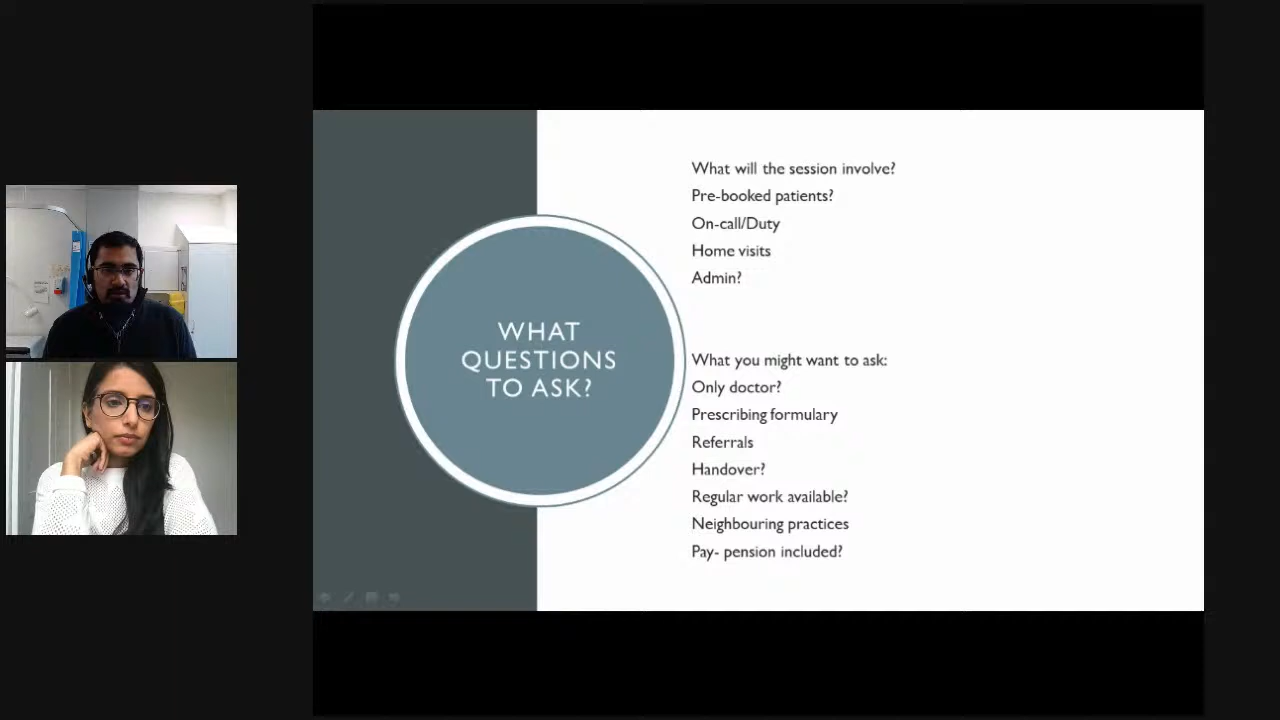 WHAT
QUESTIONS
TO ASK?
What will the session involve?
Pre-booked patients?
On-call/Duty
Home visits
Admin?
What you might want to ask:
Only doctor?
Prescribing formulary
Referrals
Handover?
Regular work available?
Neighbouring practices
Pay- pension included?